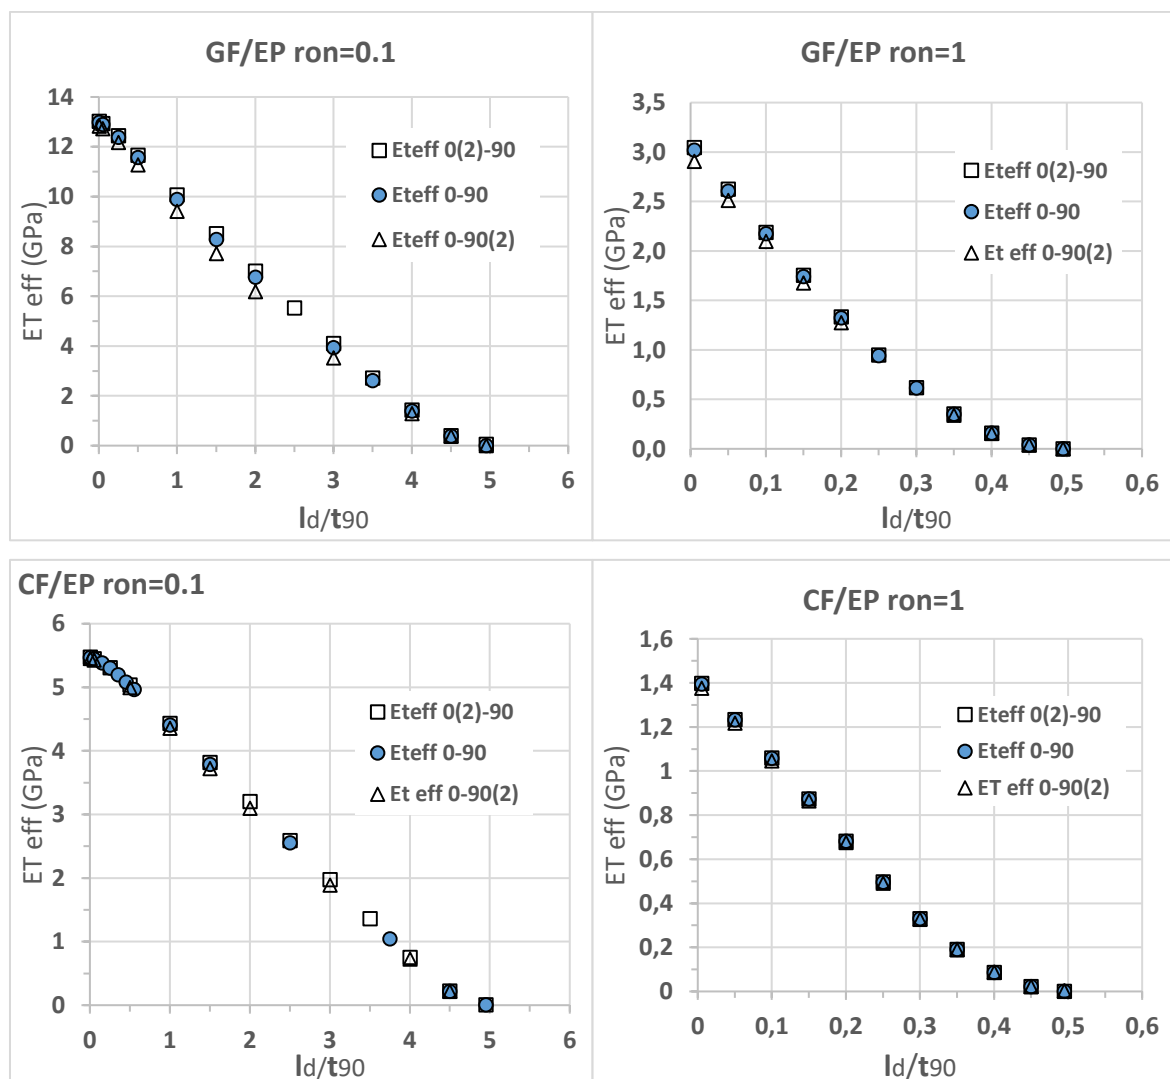 GF/EP ron=0.1
ET eff (GPa)
14
12
10
8
6
4
2
0
Eteff 0(2)-90
Eteff 0-90
Eteff 0-90(2)
0 1 2 3 4 5 6
ld/t90
GF/EP ron=1
ET eff (GPa)
3,5
3,0
2,5
2,0
1,5
1,0
0,5
0,0
Eteff 0(2)-90
Eteff 0-90
Et eff 0-90(2)
0 0,1 0,2 0,3 0,4 0,5 0,6
ld/t90
CF/EP ron=0.1
ET eff (GPa)
6
5
4
3
2
1
0
Eteff 0(2)-90
Eteff 0-90
Et eff 0-90(2)
0 1 2 3 4 5 6
ld/t90
CF/EP ron=1
ET eff (GPa)
1,6
1,4
1,2
1
0,8
0,6
0,4
0,2
0
Eteff 0(2)-90
Eteff 0-90
ET eff 0-90(2)
0 0,1 0,2 0,3 0,4 0,5 0,6
ld/t90